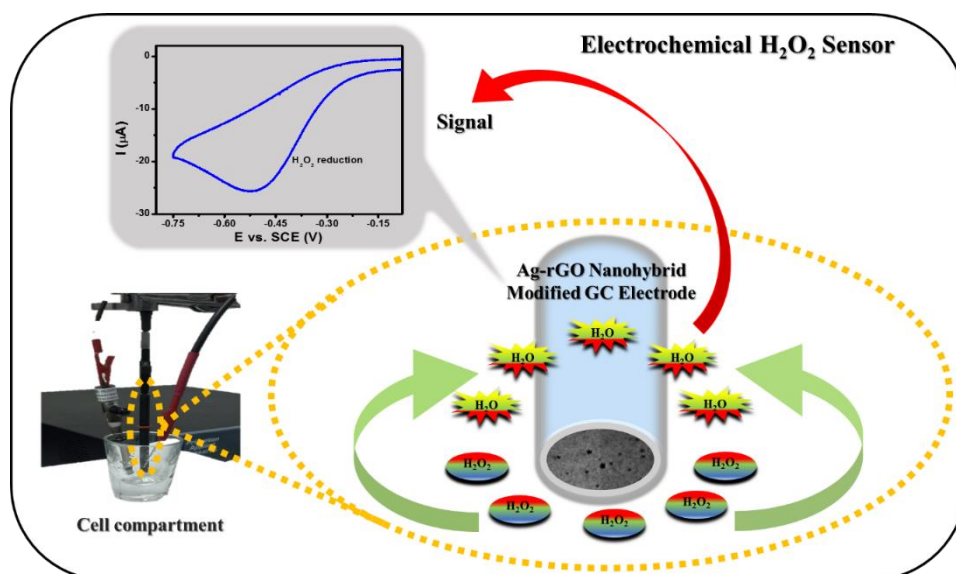 Electrochemical H₂O₂ Sensor
Signal
0
-10
-20
-30
I (μA)
H₂O₂ reduction
-0.75
-0.60
-0.45
-0.30
-0.15
E vs. SCE (V)
Ag-rGO Nanohybrid
Modified GC Electrode
H₂O
H₂O
H₂O
H₂O
H₂O
H₂O₂
H₂O₂
H₂O₂
H₂O₂
H₂O₂
Cell compartment